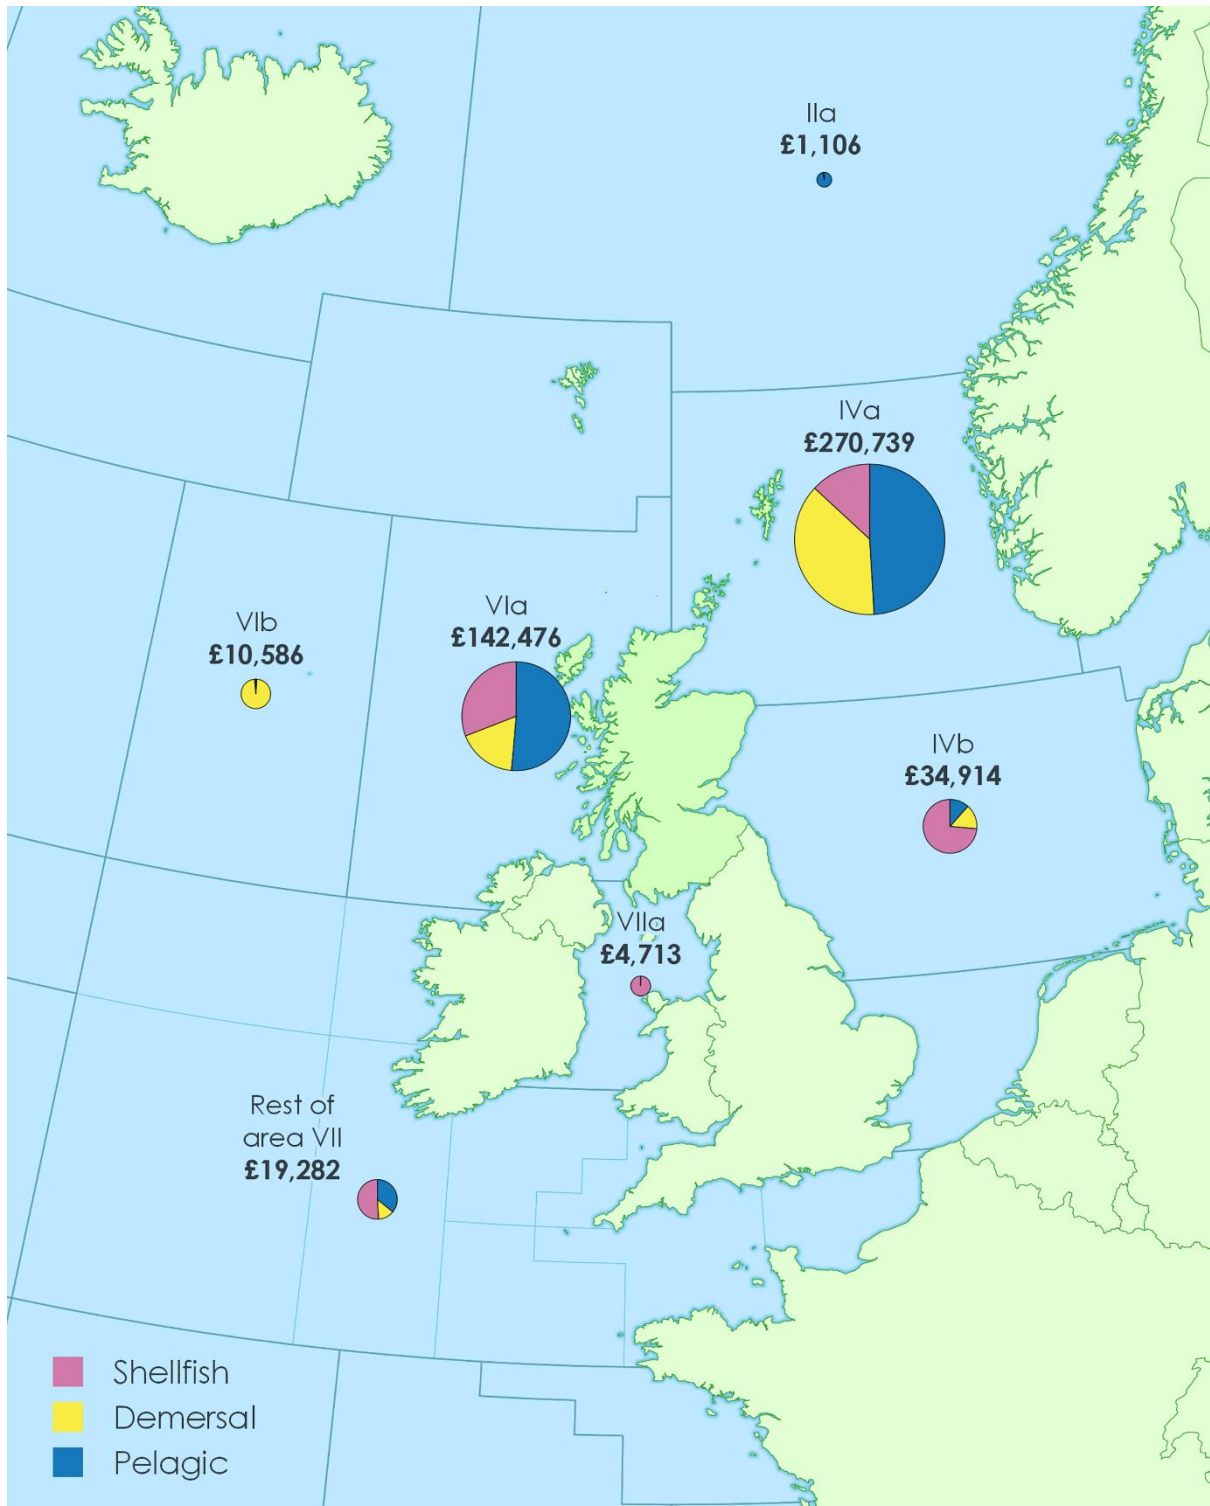 IIa
£1,106
IVa
£270,739
VIa
£142,476
VIb
£10,586
IVb
£34,914
VIIa
£4,713
Rest of
area VII
£19,282
Shellfish
Demersal
Pelagic